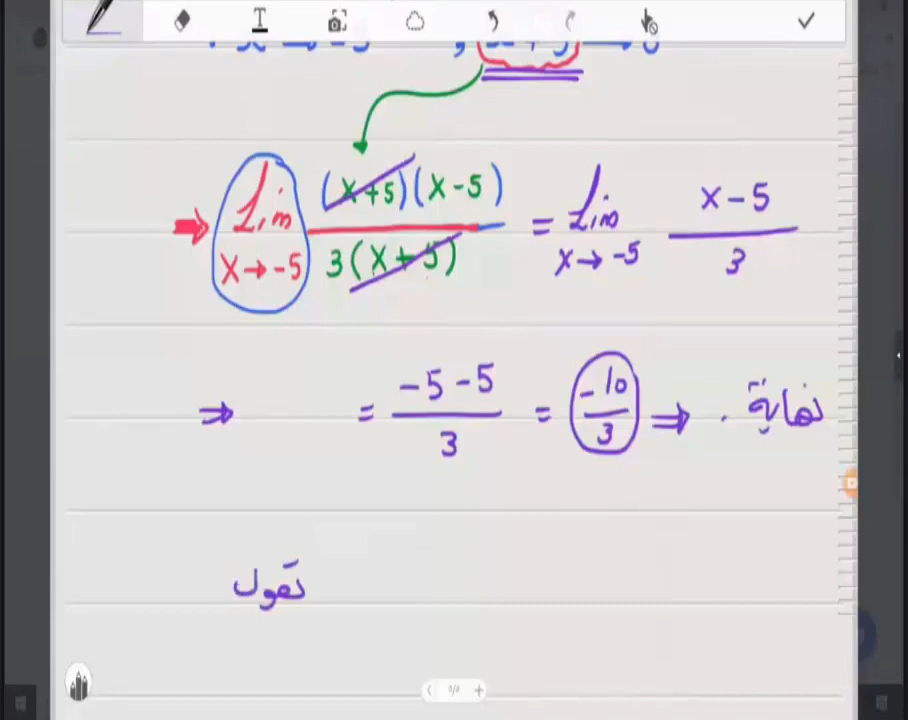 ⇒ Lim x→-5 (x+5)(x-5) / 3(x+5) = Lim x→-5 x-5 / 3
⇒ = -5-5 / 3 = -10 / 3 ⇒ نهاية .
نقول